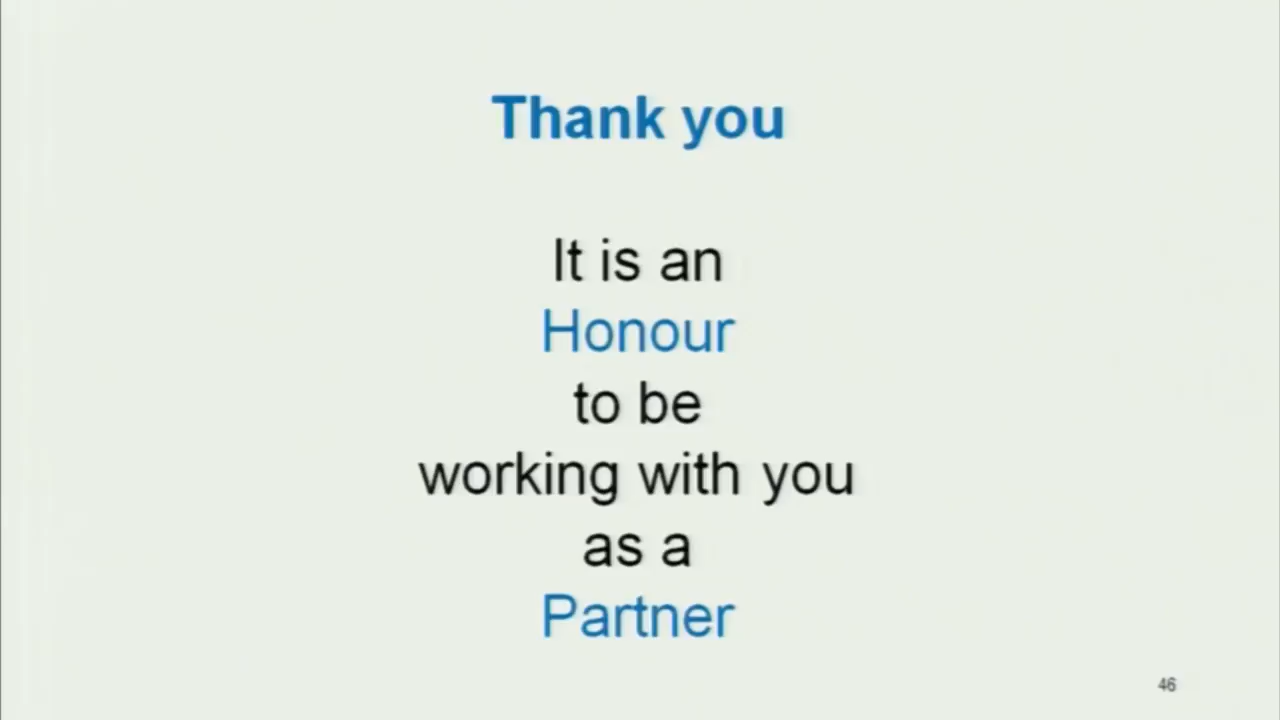 Thank you
It is an
Honour
to be
working with you
as a
Partner
46